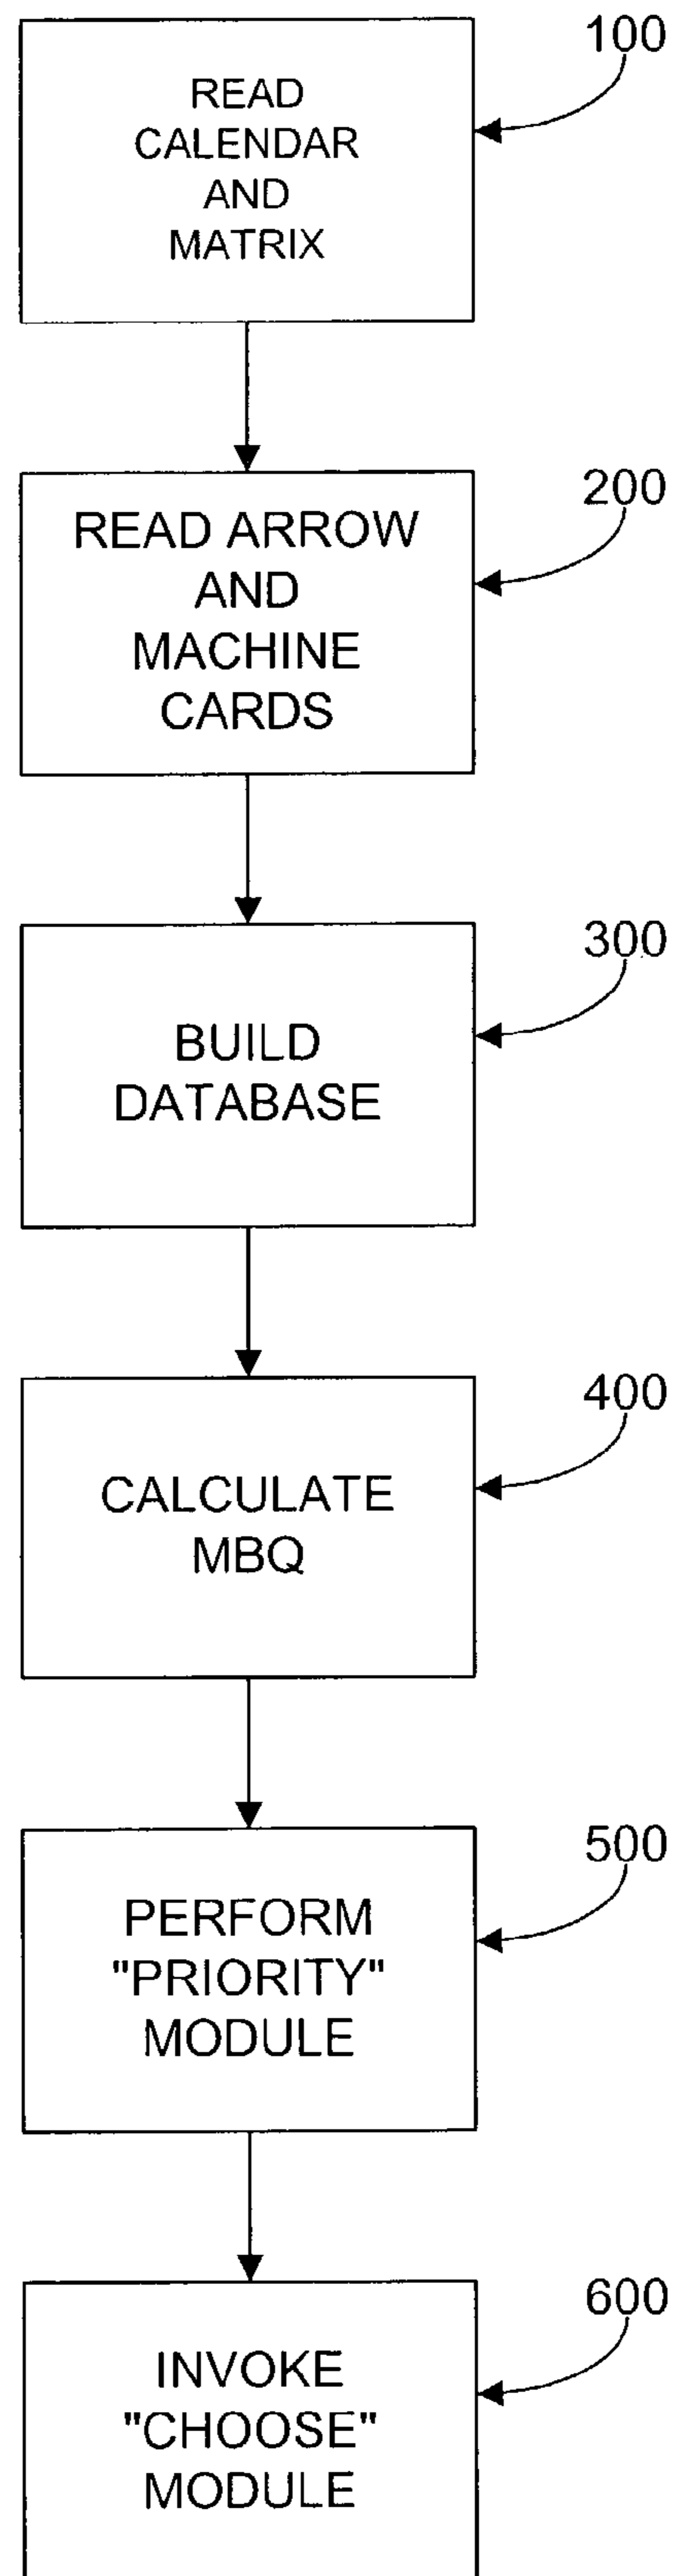 100
READ
CALENDAR
AND
MATRIX
200
READ ARROW
AND
MACHINE
CARDS
300
BUILD
DATABASE
400
CALCULATE
MBQ
500
PERFORM
"PRIORITY"
MODULE
600
INVOKE
"CHOOSE"
MODULE